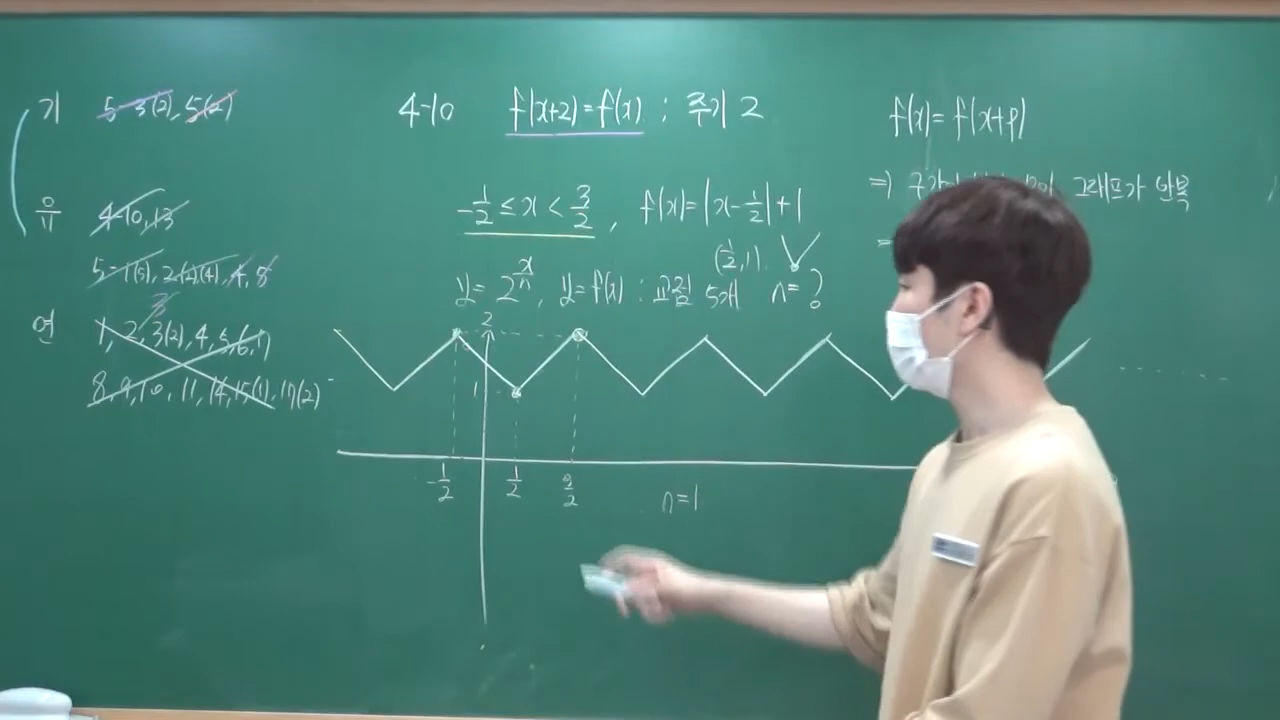 기 5-3(2), 5(2)
유 4-10, 13
5-1(5), 2(2)(4), 4, 8
연 1, 2, 3(2), 4, 5, 6, 7
8, 9, 10, 11, 14, 15(1), 17(2)
4-10 f(x+2)=f(x) : 주기 2
-1/2 ≤ x < 3/2, f(x)=|x-1/2|+1
(1/2, 1)
y=2^(x/n), y=f(x) : 교점 5개 n=?
2
1
-1/2 1/2 3/2
n=1
f(x)=f(x+p)
⇒ 그래프가 반복